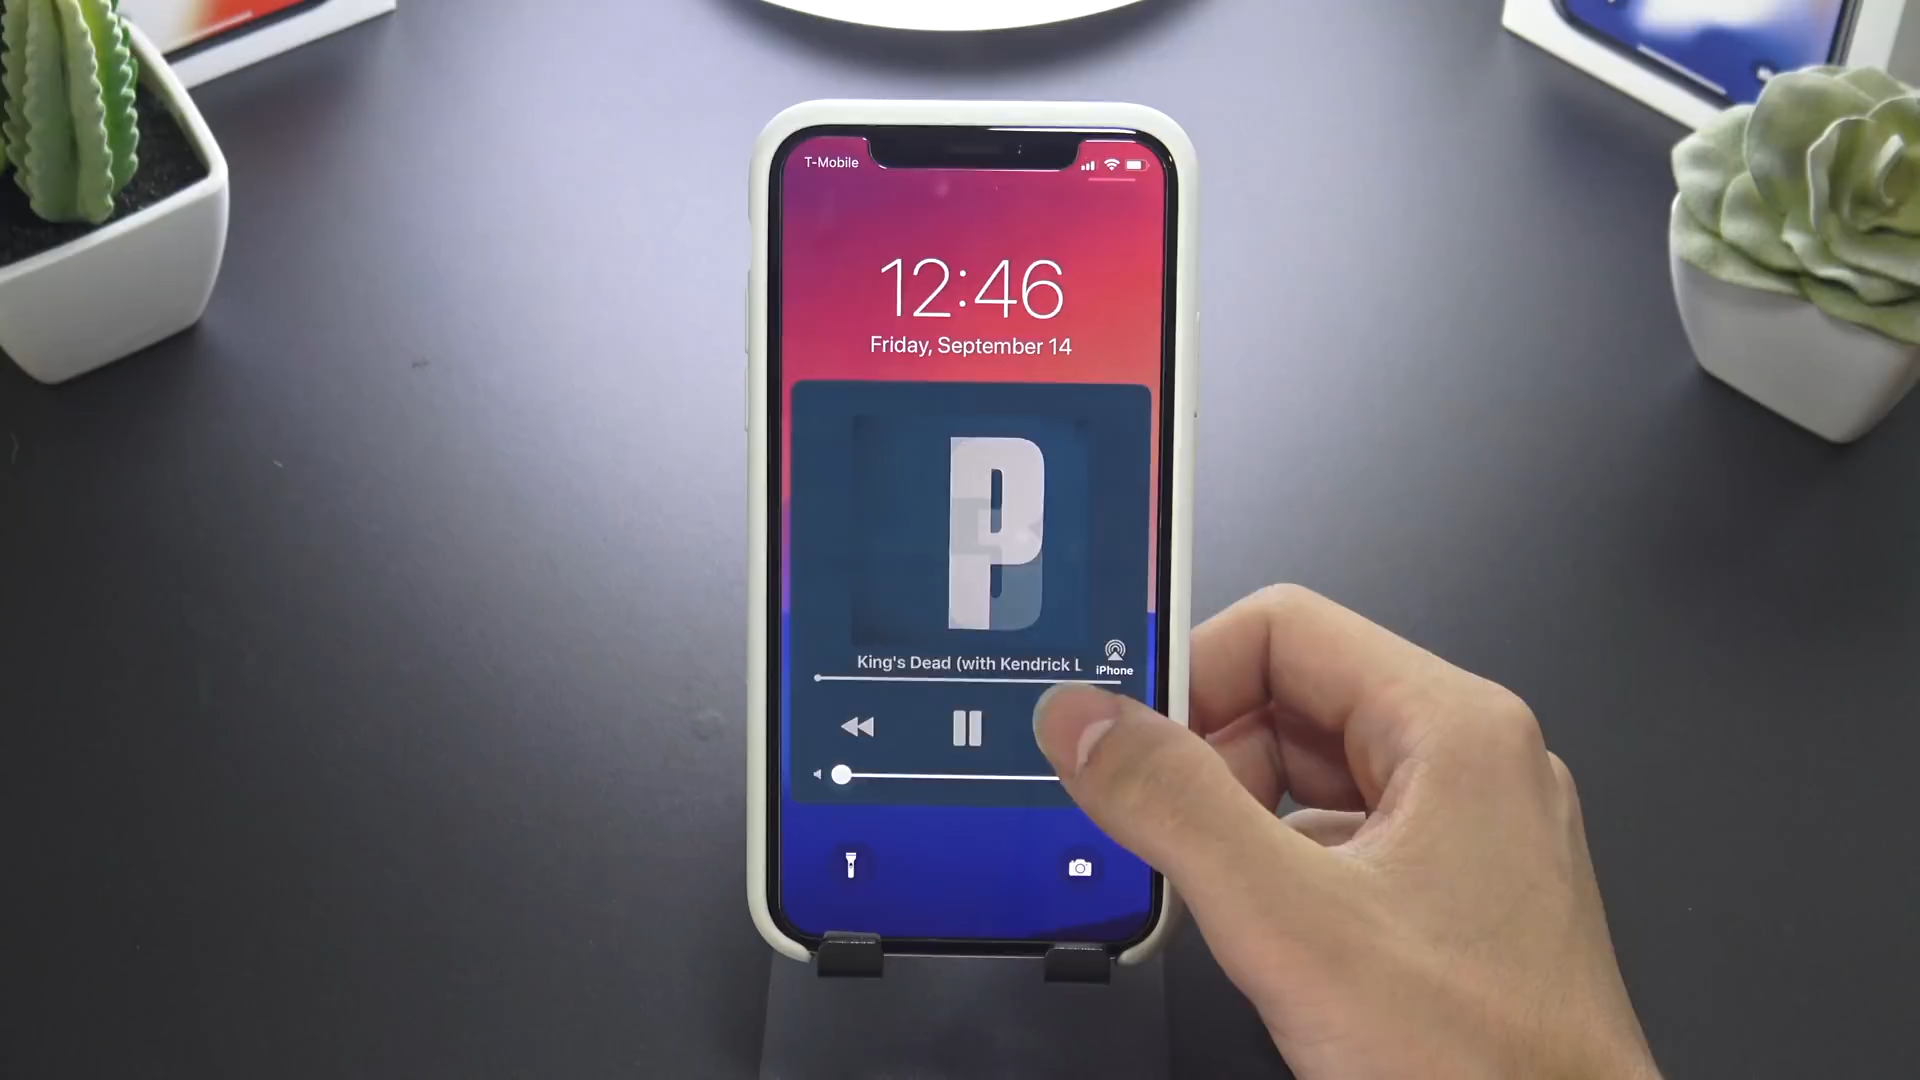 T-Mobile
12:46
Friday, September 14
P
King's Dead (with Kendrick L
iPhone